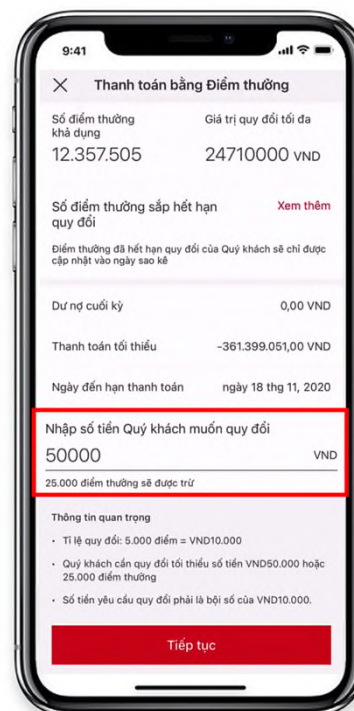 9:41
Thanh toán bằng Điểm thưởng
Số điểm thưởng khả dụng
12.357.505
Giá trị quy đổi tối đa
24710000 VND
Số điểm thưởng sắp hết hạn
quy đổi
Xem thêm
Điểm thưởng đã hết hạn quy đổi của Quý khách sẽ chỉ được
cập nhật vào ngày sao kê
Dư nợ cuối kỳ 0,00 VND
Thanh toán tối thiểu -361.399.051,00 VND
Ngày đến hạn thanh toán ngày 18 thg 11, 2020
Nhập số tiền Quý khách muốn quy đổi
50000 VND
25.000 điểm thưởng sẽ được trừ
Thông tin quan trọng
• Tỉ lệ quy đổi: 5.000 điểm = VND10.000
• Quý khách cần quy đổi tối thiểu số tiền VND50.000 hoặc
25.000 điểm thưởng
• Số tiền yêu cầu quy đổi phải là bội số của VND10.000.
Tiếp tục